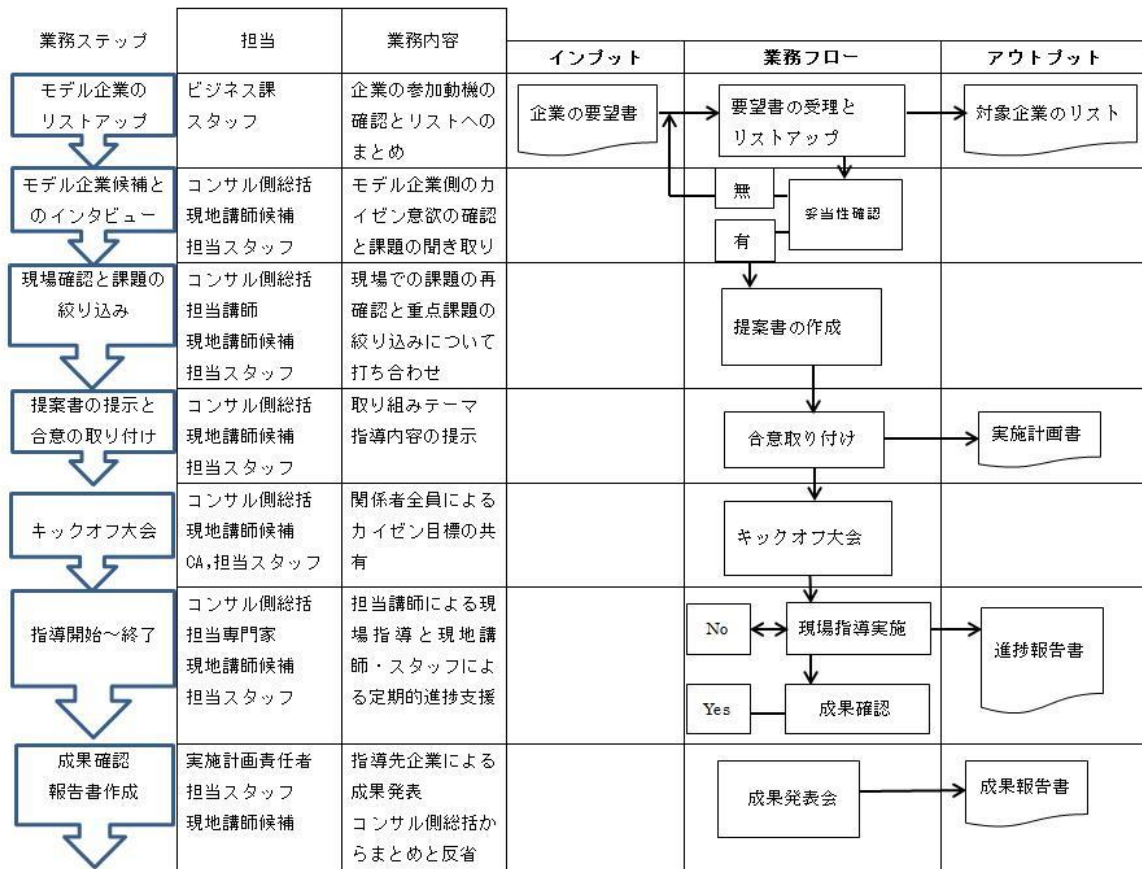 業務ステップ
担当
業務内容
インプット
業務フロー
アウトプット
モデル企業の
リストアップ
ビジネス課
スタッフ
企業の参加動機の
確認とリストへの
まとめ
企業の要望書
要望書の受理と
リストアップ
対象企業のリスト
モデル企業候補と
のインタビュー
コンサル側総括
現地講師候補
担当スタッフ
モデル企業側のカ
イゼン意欲の確認
と課題の聞き取り
無
有
妥当性確認
現場確認と課題の
絞り込み
コンサル側総括
担当講師
現地講師候補
担当スタッフ
現場での課題の再
確認と重点課題の
絞り込みについて
打ち合わせ
提案書の作成
提案書の提示と
合意の取り付け
コンサル側総括
現地講師候補
担当スタッフ
取り組みテーマ
指導内容の提示
合意取り付け
実施計画書
キックオフ大会
コンサル側総括
現地講師候補
CA,担当スタッフ
関係者全員による
カイゼン目標の共
有
キックオフ大会
指導開始～終了
コンサル側総括
担当専門家
現地講師候補
担当スタッフ
担当講師による現
場指導と現地講
師・スタッフによ
る定期的進捗支援
No
現場指導実施
進捗報告書
Yes
成果確認
成果確認
報告書作成
実施計画責任者
担当スタッフ
現地講師候補
指導先企業による
成果発表
コンサル側総括か
らまとめと反省
成果発表会
成果報告書